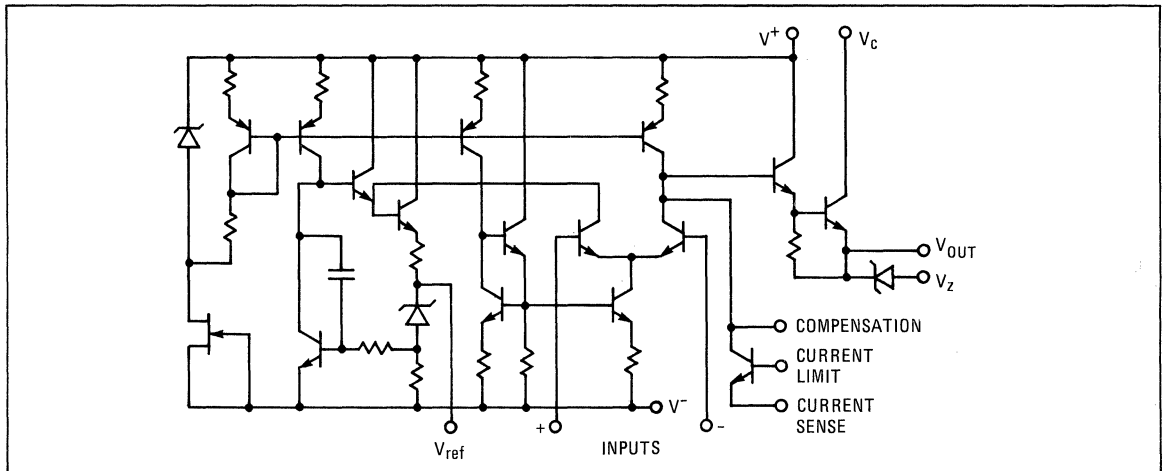 V+
Vc
VOUT
Vz
COMPENSATION
CURRENT
LIMIT
CURRENT
SENSE
V-
Vref
+
INPUTS
-